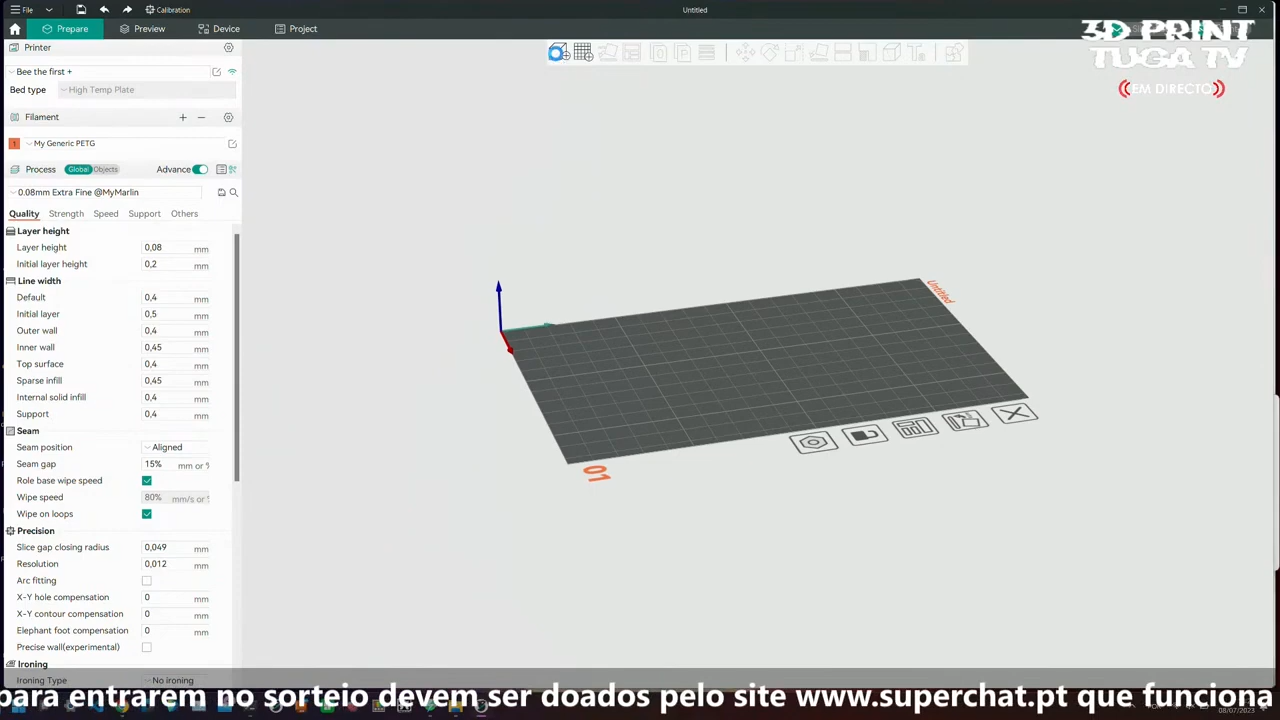 File
Calibration
Untitled
Prepare
Preview
Device
Project
3D PRINT
TUGA TV
EM DIRECTO
Printer
Bee the first +
Bed type
High Temp Plate
Filament
1
My Generic PETG
Process
Global
Objects
Advance
0.08mm Extra Fine @MyMarlin
Quality
Strength
Speed
Support
Others
Layer height
Layer height 0,08 mm
Initial layer height 0,2 mm
Line width
Default 0,4 mm
Initial layer 0,5 mm
Outer wall 0,4 mm
Inner wall 0,45 mm
Top surface 0,4 mm
Sparse infill 0,45 mm
Internal solid infill 0,4 mm
Support 0,4 mm
Seam
Seam position Aligned
Seam gap 15% mm or %
Role base wipe speed
Wipe speed 80% mm/s or %
Wipe on loops
Precision
Slice gap closing radius 0,049 mm
Resolution 0,012 mm
Arc fitting
X-Y hole compensation 0 mm
X-Y contour compensation 0 mm
Elephant foot compensation 0 mm
Precise wall(experimental)
Ironing
Ironing Type No ironing
Untitled
01
para entrarem no sorteio devem ser doados pelo site www.superchat.pt que funciona
08/07/2023